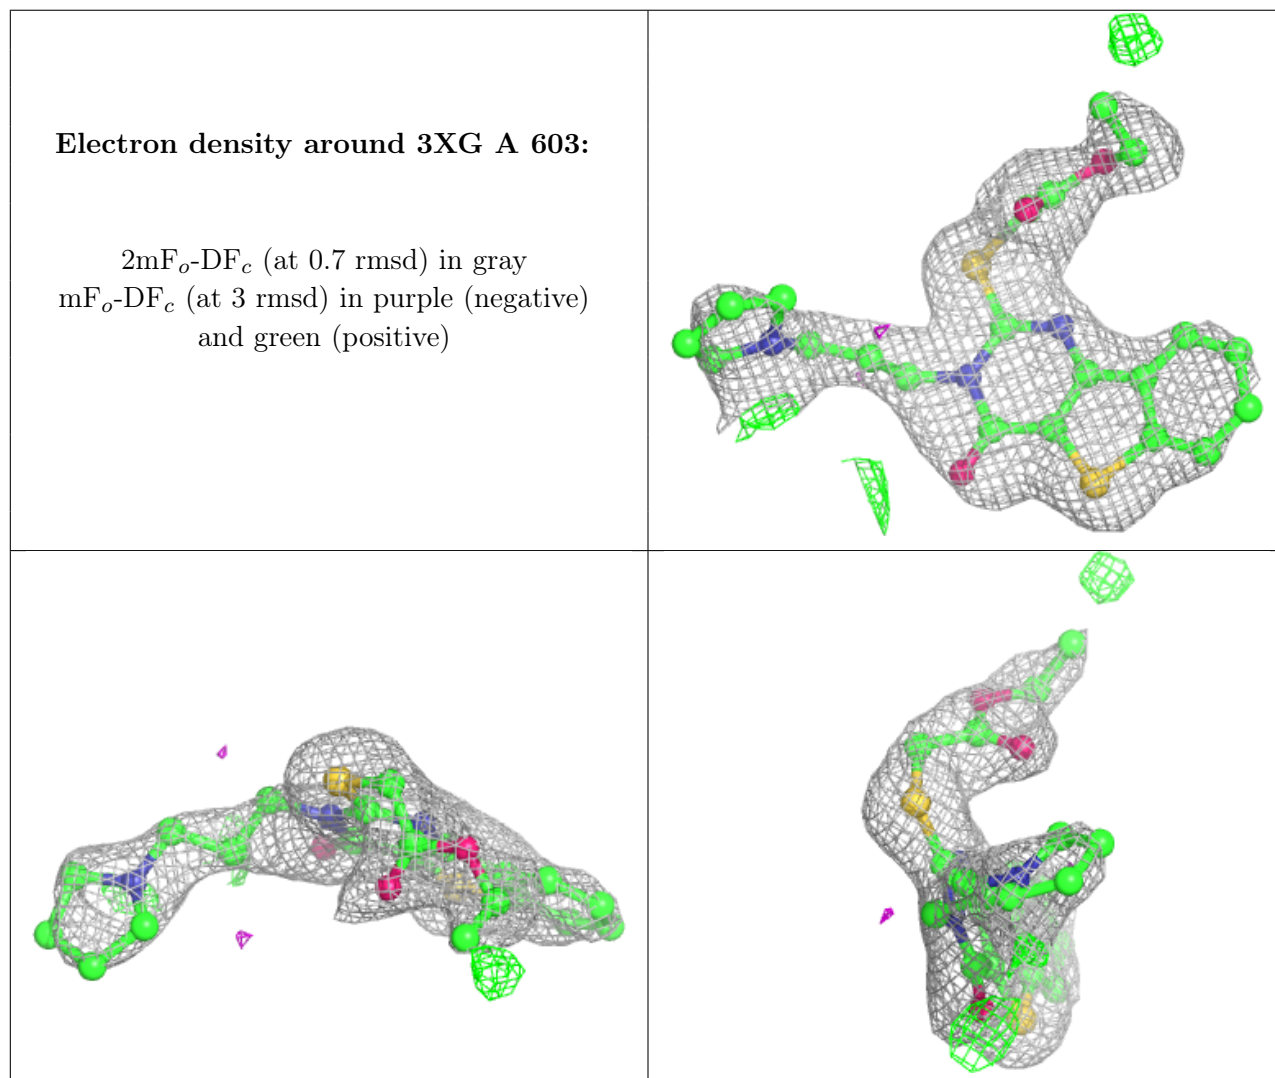 Electron density around 3XG A 603:
2mFₒ-DF𝒸 (at 0.7 rmsd) in gray
mFₒ-DF𝒸 (at 3 rmsd) in purple (negative)
and green (positive)